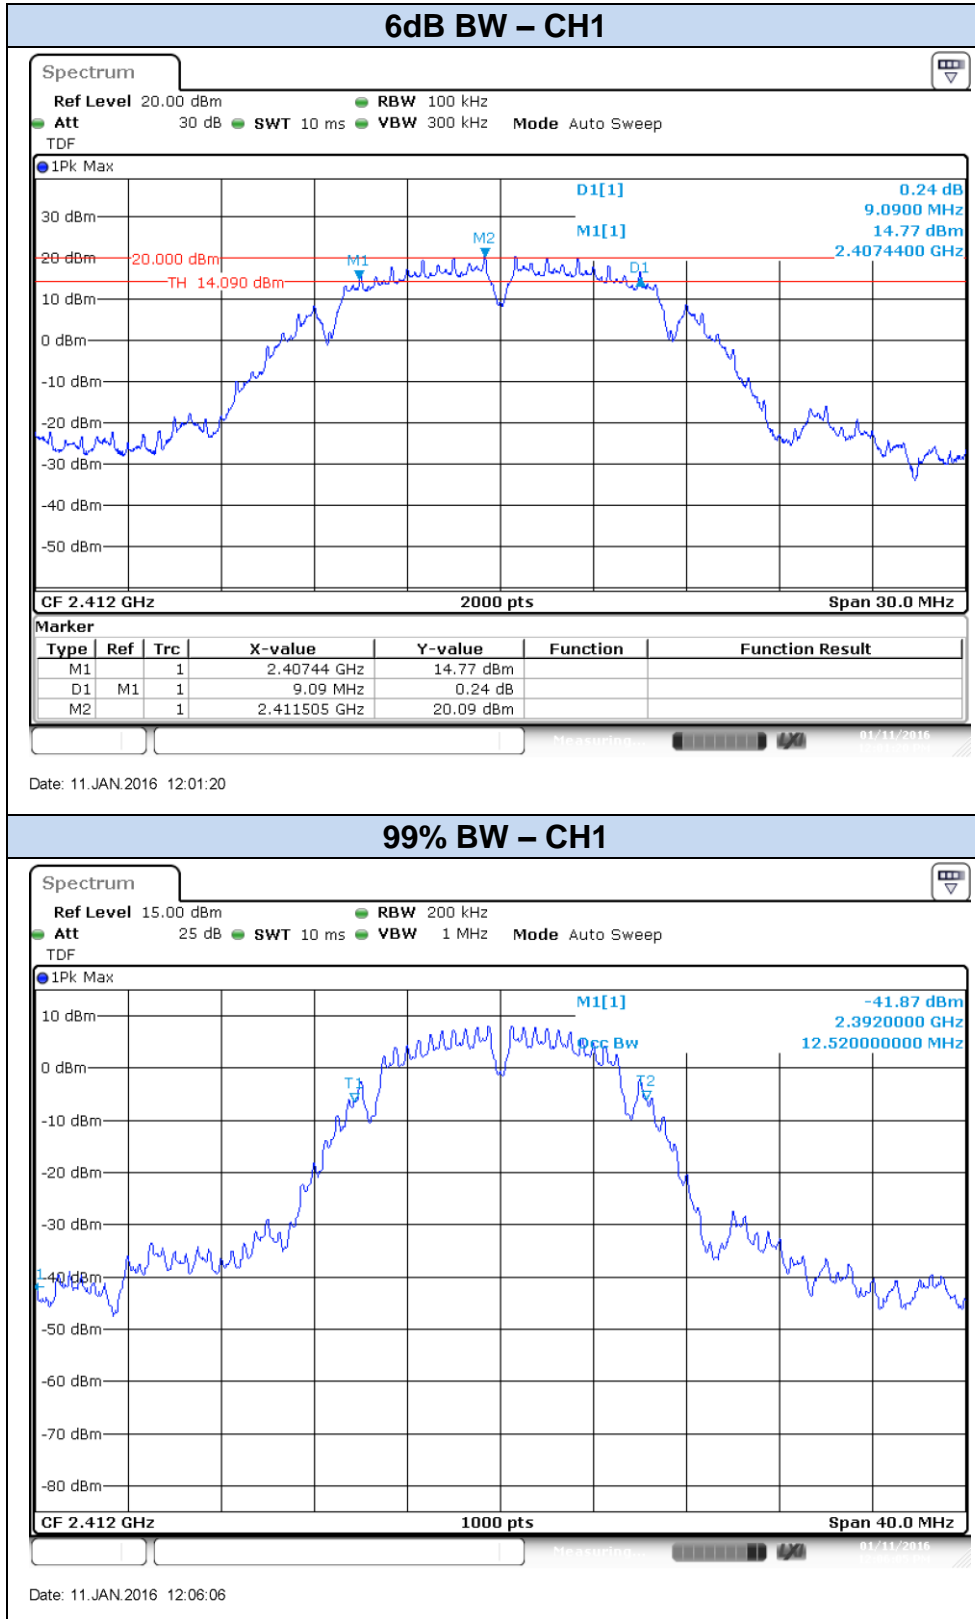 6dB BW – CH1
Spectrum
Ref Level 20.00 dBm RBW 100 kHz
Att 30 dB SWT 10 ms VBW 300 kHz Mode Auto Sweep
TDF
1Pk Max
D1[1] 0.24 dB
9.0900 MHz
M1[1] 14.77 dBm
2.4074400 GHz
30 dBm
M2
20 dBm 20.000 dBm M1
D1
TH 14.090 dBm
10 dBm
0 dBm
-10 dBm
-20 dBm
-30 dBm
-40 dBm
-50 dBm
CF 2.412 GHz 2000 pts Span 30.0 MHz
Marker
Type Ref Trc X-value Y-value Function Function Result
M1 1 2.40744 GHz 14.77 dBm
D1 M1 1 9.09 MHz 0.24 dB
M2 1 2.411505 GHz 20.09 dBm
Measuring... LXI 01/11/2016
Date: 11.JAN.2016 12:01:20
99% BW – CH1
Spectrum
Ref Level 15.00 dBm RBW 200 kHz
Att 25 dB SWT 10 ms VBW 1 MHz Mode Auto Sweep
TDF
1Pk Max
M1[1] -41.87 dBm
2.3920000 GHz
10 dBm
Occ Bw 12.520000000 MHz
0 dBm
T1 T2
-10 dBm
-20 dBm
-30 dBm
-40 dBm
-50 dBm
-60 dBm
-70 dBm
-80 dBm
CF 2.412 GHz 1000 pts Span 40.0 MHz
Measuring... LXI 01/11/2016
Date: 11.JAN.2016 12:06:06